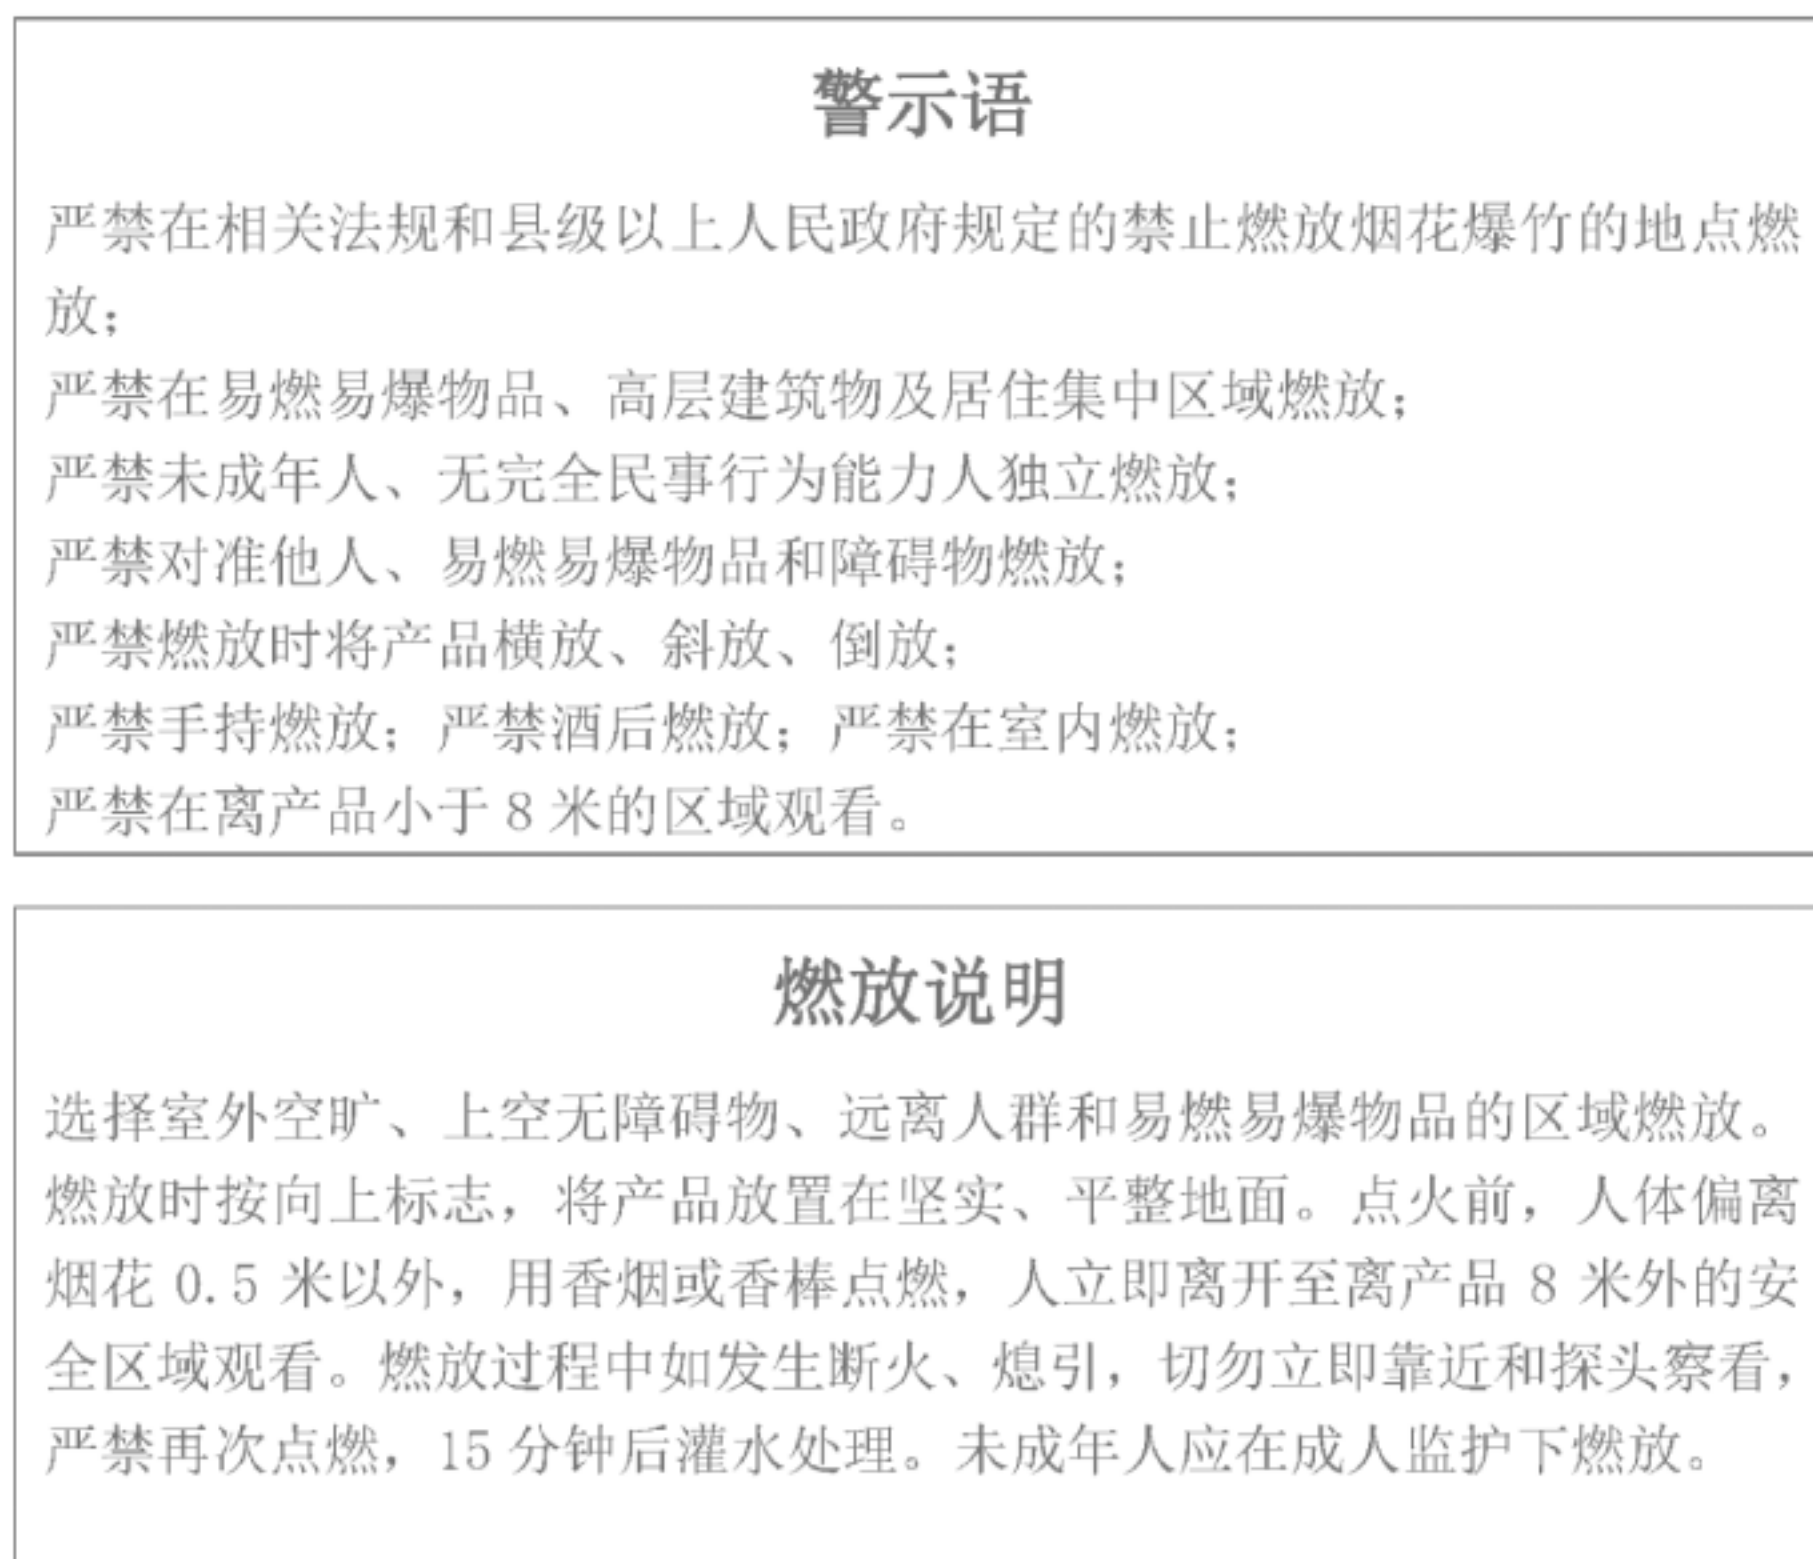 警示语
严禁在相关法规和县级以上人民政府规定的禁止燃放烟花爆竹的地点燃
放；
严禁在易燃易爆物品、高层建筑物及居住集中区域燃放；
严禁未成年人、无完全民事行为能力人独立燃放；
严禁对准他人、易燃易爆物品和障碍物燃放；
严禁燃放时将产品横放、斜放、倒放；
严禁手持燃放；严禁酒后燃放；严禁在室内燃放；
严禁在离产品小于 8 米的区域观看。
燃放说明
选择室外空旷、上空无障碍物、远离人群和易燃易爆物品的区域燃放。
燃放时按向上标志，将产品放置在坚实、平整地面。点火前，人体偏离
烟花 0.5 米以外，用香烟或香棒点燃，人立即离开至离产品 8 米外的安
全区域观看。燃放过程中如发生断火、熄引，切勿立即靠近和探头察看，
严禁再次点燃，15 分钟后灌水处理。未成年人应在成人监护下燃放。